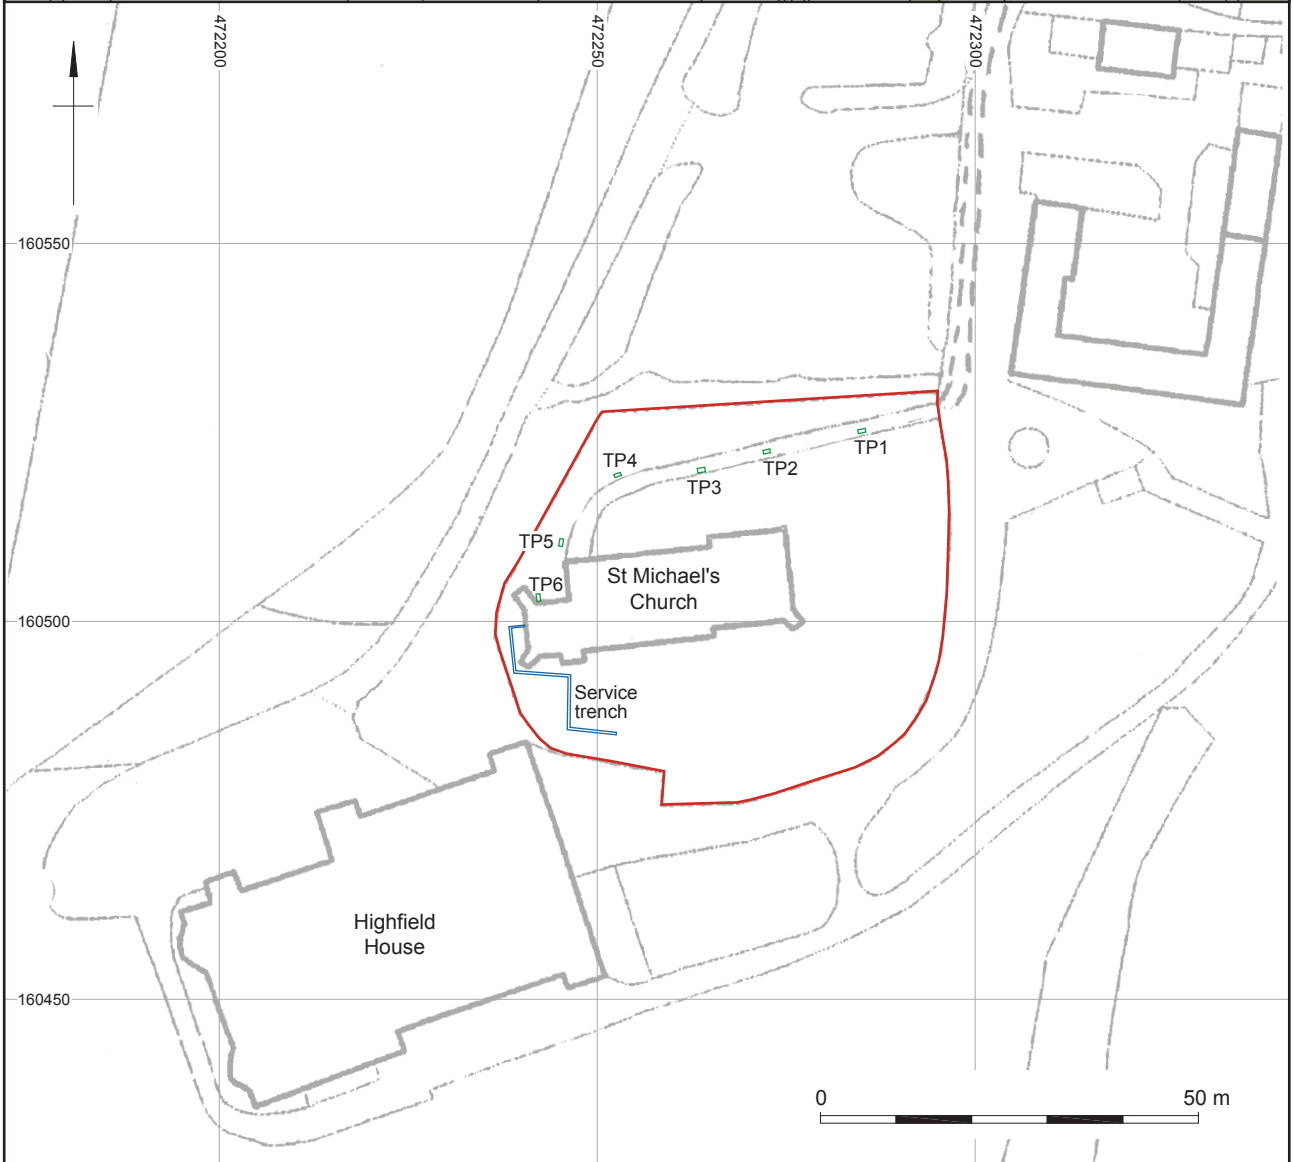 472200
472250
472300
160550
TP1
TP2
TP3
TP4
TP5
TP6
St Michael's
Church
160500
Service
trench
Highfield
House
160450
0
50 m